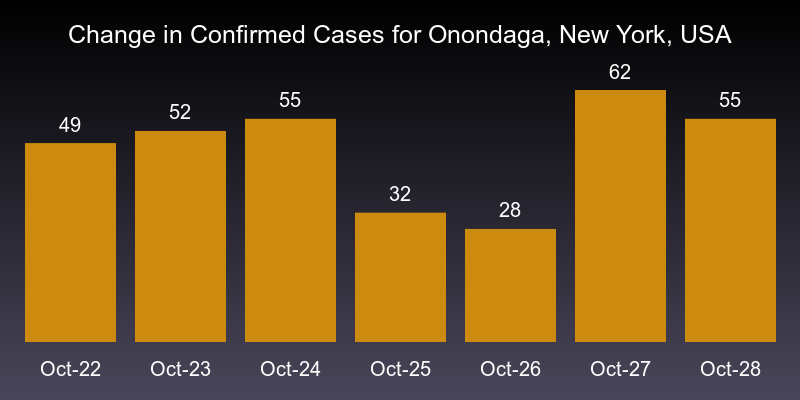 Change in Confirmed Cases for Onondaga, New York, USA
49
52
55
32
28
62
55
Oct-22
Oct-23
Oct-24
Oct-25
Oct-26
Oct-27
Oct-28